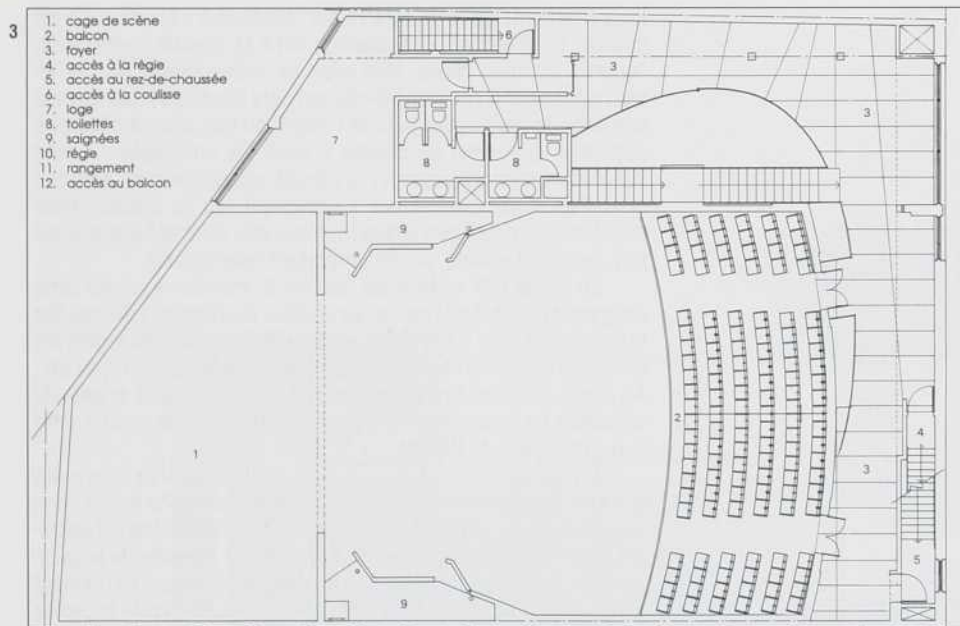 3
1. cage de scène
2. balcon
3. foyer
4. accès à la régie
5. accès au rez-de-chaussée
6. accès à la coulisse
7. loge
8. toilettes
9. saignées
10. régie
11. rangement
12. accès au balcon
6
3
3
7
8
8
9
2
1
4
3
5
9